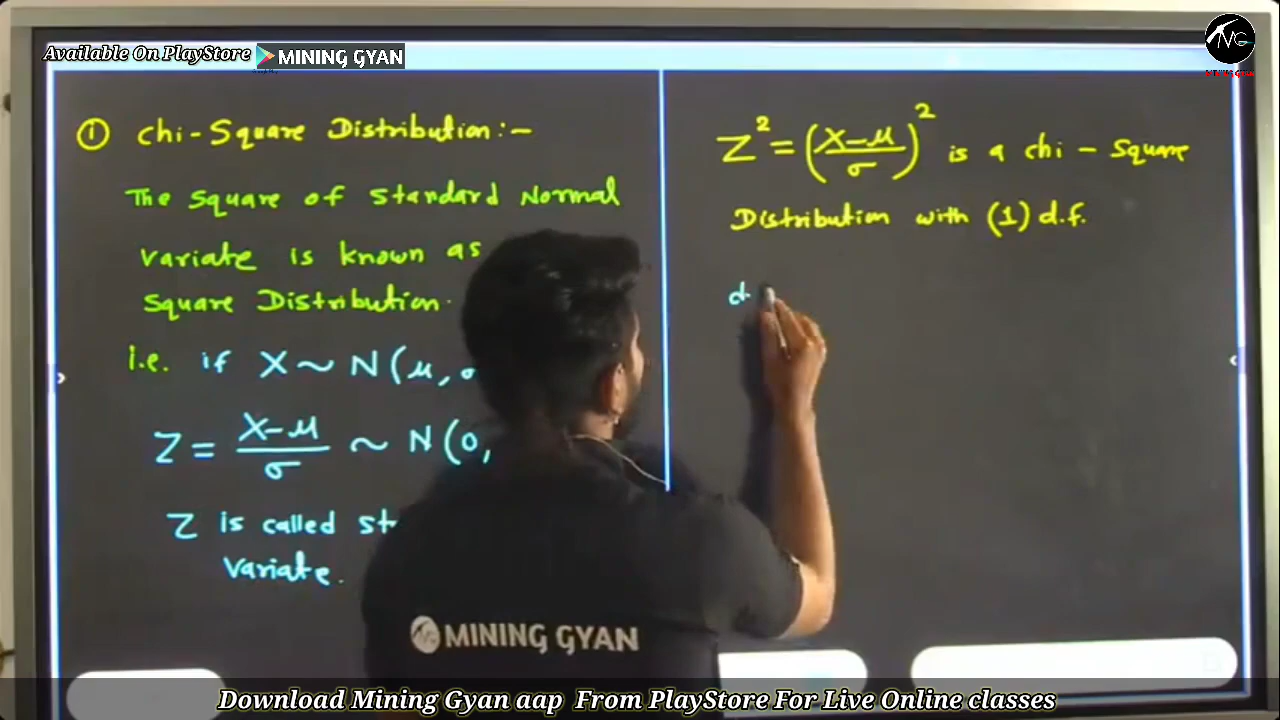 Available On PlayStore MINING GYAN
MG
① Chi-Square Distribution:-
The Square of Standard Normal
variate is known as
Square Distribution.
i.e. if X ~ N(μ, σ
Z = X-μ/σ ~ N(0,
Z is called st
variate.
Z² = (X-μ/σ)² is a chi - Square
Distribution with (1) d.f.
d.
MINING GYAN
Download Mining Gyan aap From PlayStore For Live Online classes